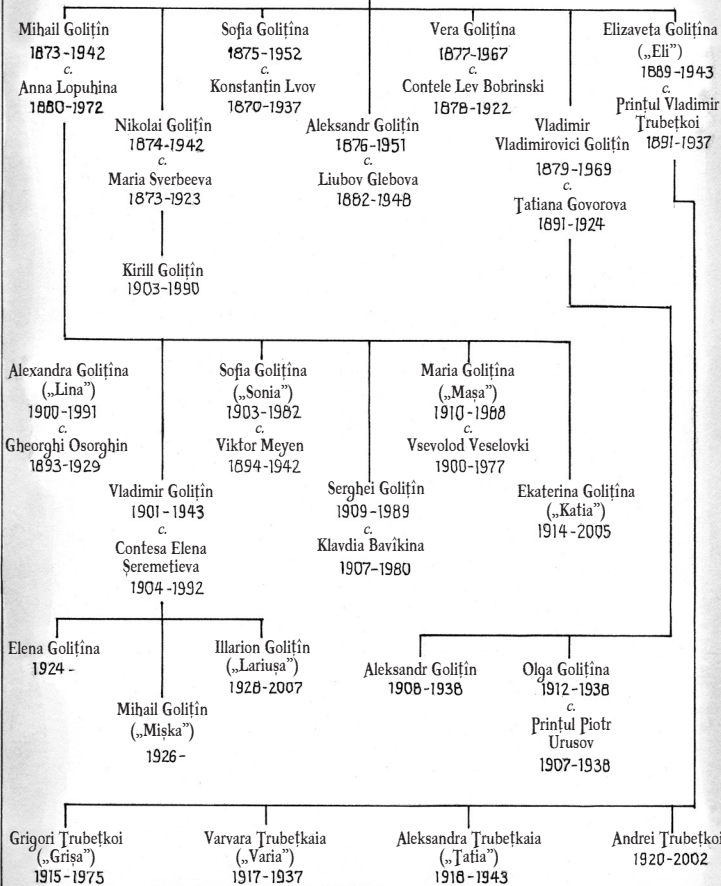 Mihail Golițîn
1873-1942
c.
Anna Lopuhina
1880-1972
Sofia Golițîna
1875-1952
c.
Konstantin Lvov
1870-1937
Vera Golițîna
1877-1967
c.
Contele Lev Bobrinski
1878-1922
Elizaveta Golițîna
(„Eli”)
1889-1943
c.
Prințul Vladimir
Trubețkoi
1891-1937
Nikolai Golițîn
1874-1942
c.
Maria Sverbeeva
1873-1923
Aleksandr Golițîn
1876-1951
c.
Liubov Glebova
1882-1948
Vladimir
Vladimirovici Golițîn
1879-1969
c.
Tatiana Govorova
1891-1924
Kirill Golițîn
1903-1990
Alexandra Golițîna
(„Lina”)
1900-1991
c.
Gheorghi Osorghin
1893-1929
Sofia Golițîna
(„Sonia”)
1903-1982
c.
Viktor Meyen
1894-1942
Maria Golițîna
(„Mașa”)
1910-1988
c.
Vsevolod Veselovki
1900-1977
Vladimir Golițîn
1901-1943
c.
Contesa Elena
Șeremetieva
1904-1992
Serghei Golițîn
1909-1989
c.
Klavdia Bavîkina
1907-1980
Ekaterina Golițîna
(„Katia”)
1914-2005
Elena Golițîna
1924-
Illarion Golițîn
(„Lariușa”)
1928-2007
Mihail Golițîn
(„Mișka”)
1926-
Aleksandr Golițîn
1908-1938
Olga Golițîna
1912-1938
c.
Prințul Piotr
Urusov
1907-1938
Grigori Trubețkoi
(„Grișa”)
1915-1975
Varvara Trubețkaia
(„Varia”)
1917-1937
Aleksandra Trubețkaia
(„Tația”)
1918-1943
Andrei Trubețkoi
1920-2002